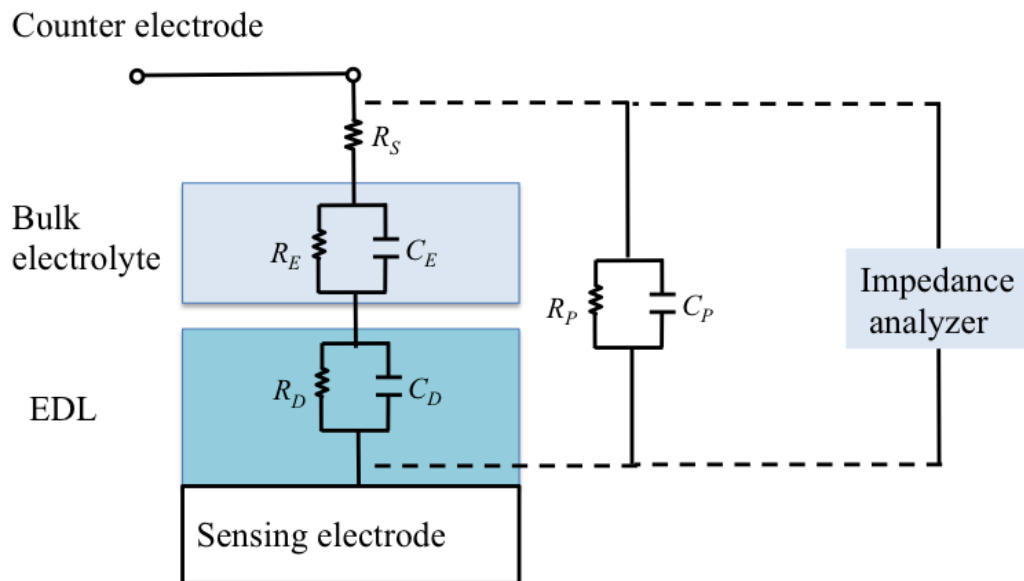 Counter electrode
R_S
Bulk
electrolyte
R_E
C_E
R_P
C_P
Impedance
analyzer
EDL
R_D
C_D
Sensing electrode